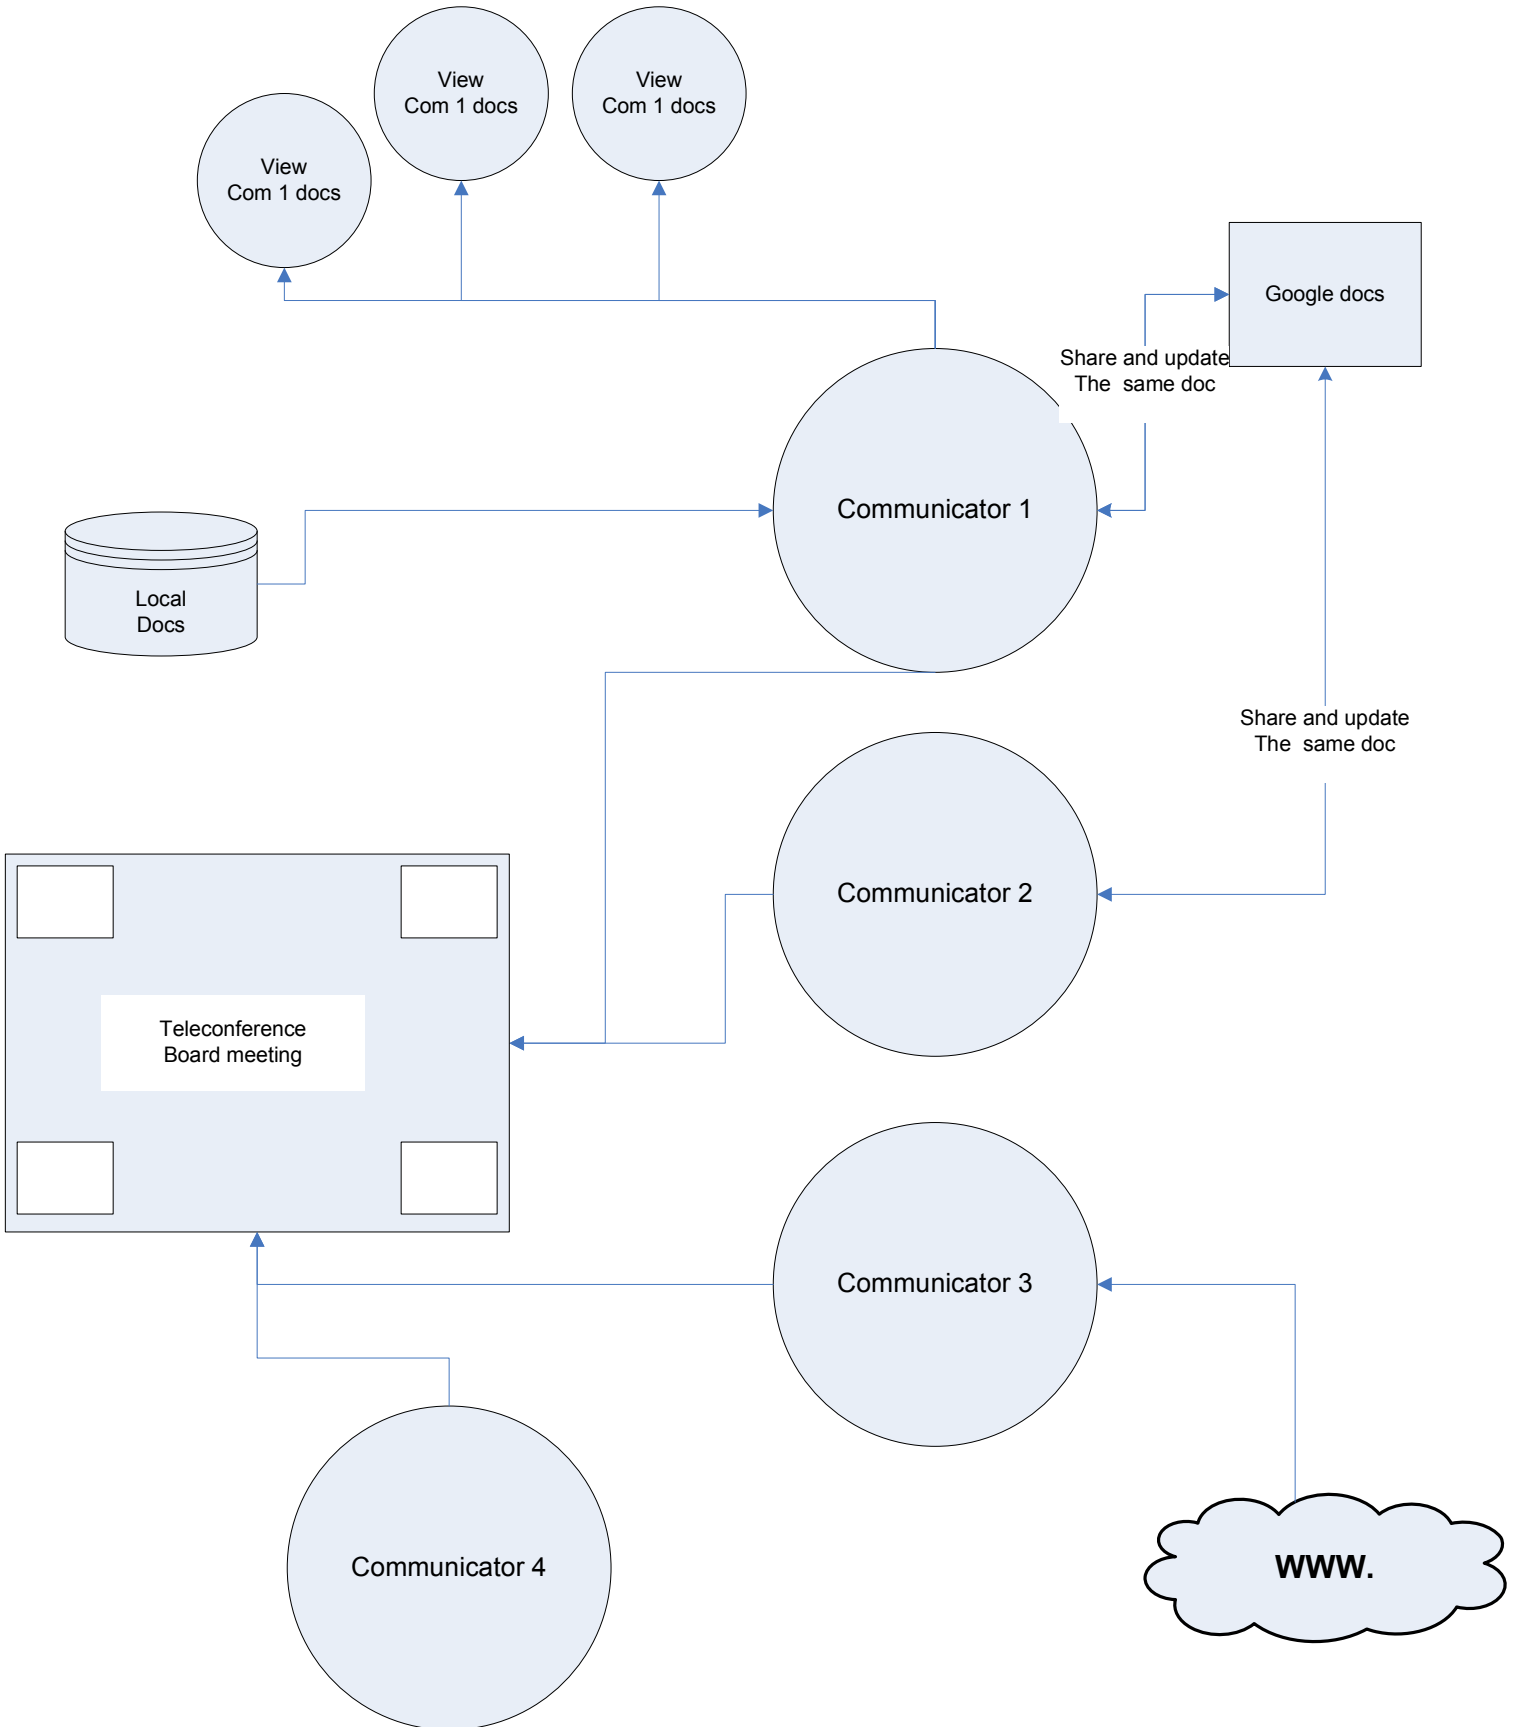 View
Com 1 docs
View
Com 1 docs
View
Com 1 docs
Google docs
Share and update
The  same doc
Communicator 1
Local
Docs
Share and update
The  same doc
Communicator 2
Teleconference
Board meeting
Communicator 3
Communicator 4
www.